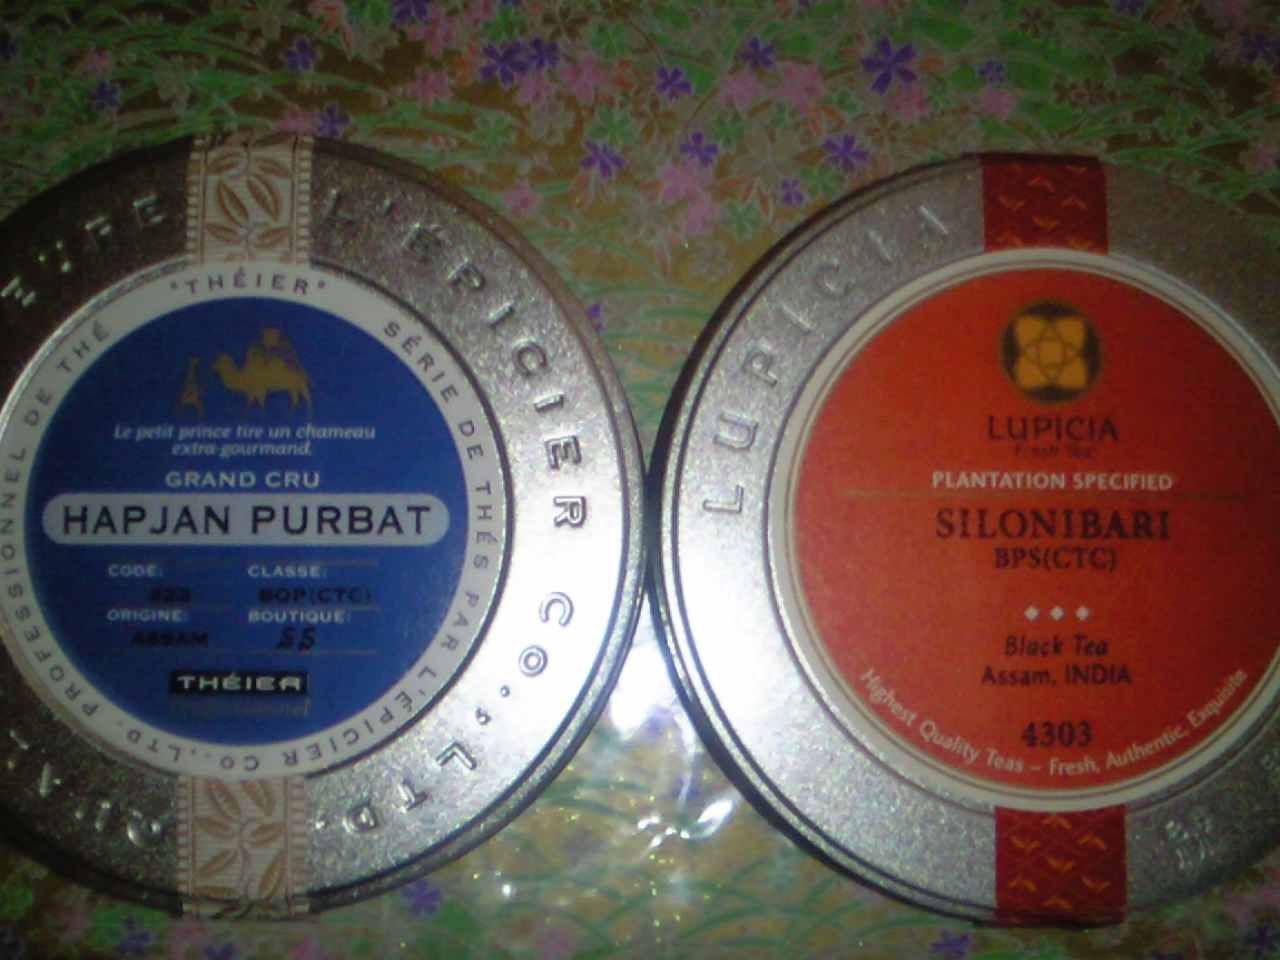 L'EPICIER CO., LTD
"THÉIER"
SÉRIE DE THÉS PAR L'ÉPICIER CO., LTD. PROFESSIONNEL DE THÉ
Le petit prince tire un chameau
extra-gourmand.
GRAND CRU
HAPJAN PURBAT
CODE: CLASSE:
223 BOP(CTC)
ORIGINE: BOUTIQUE:
ASSAM SS
THÉIER
LUPICIA
LUPICIA
Fresh Tea
PLANTATION SPECIFIED
SILONIBARI
BPS(CTC)
Black Tea
Assam, INDIA
4303
Highest Quality Teas – Fresh, Authentic, Exquisite